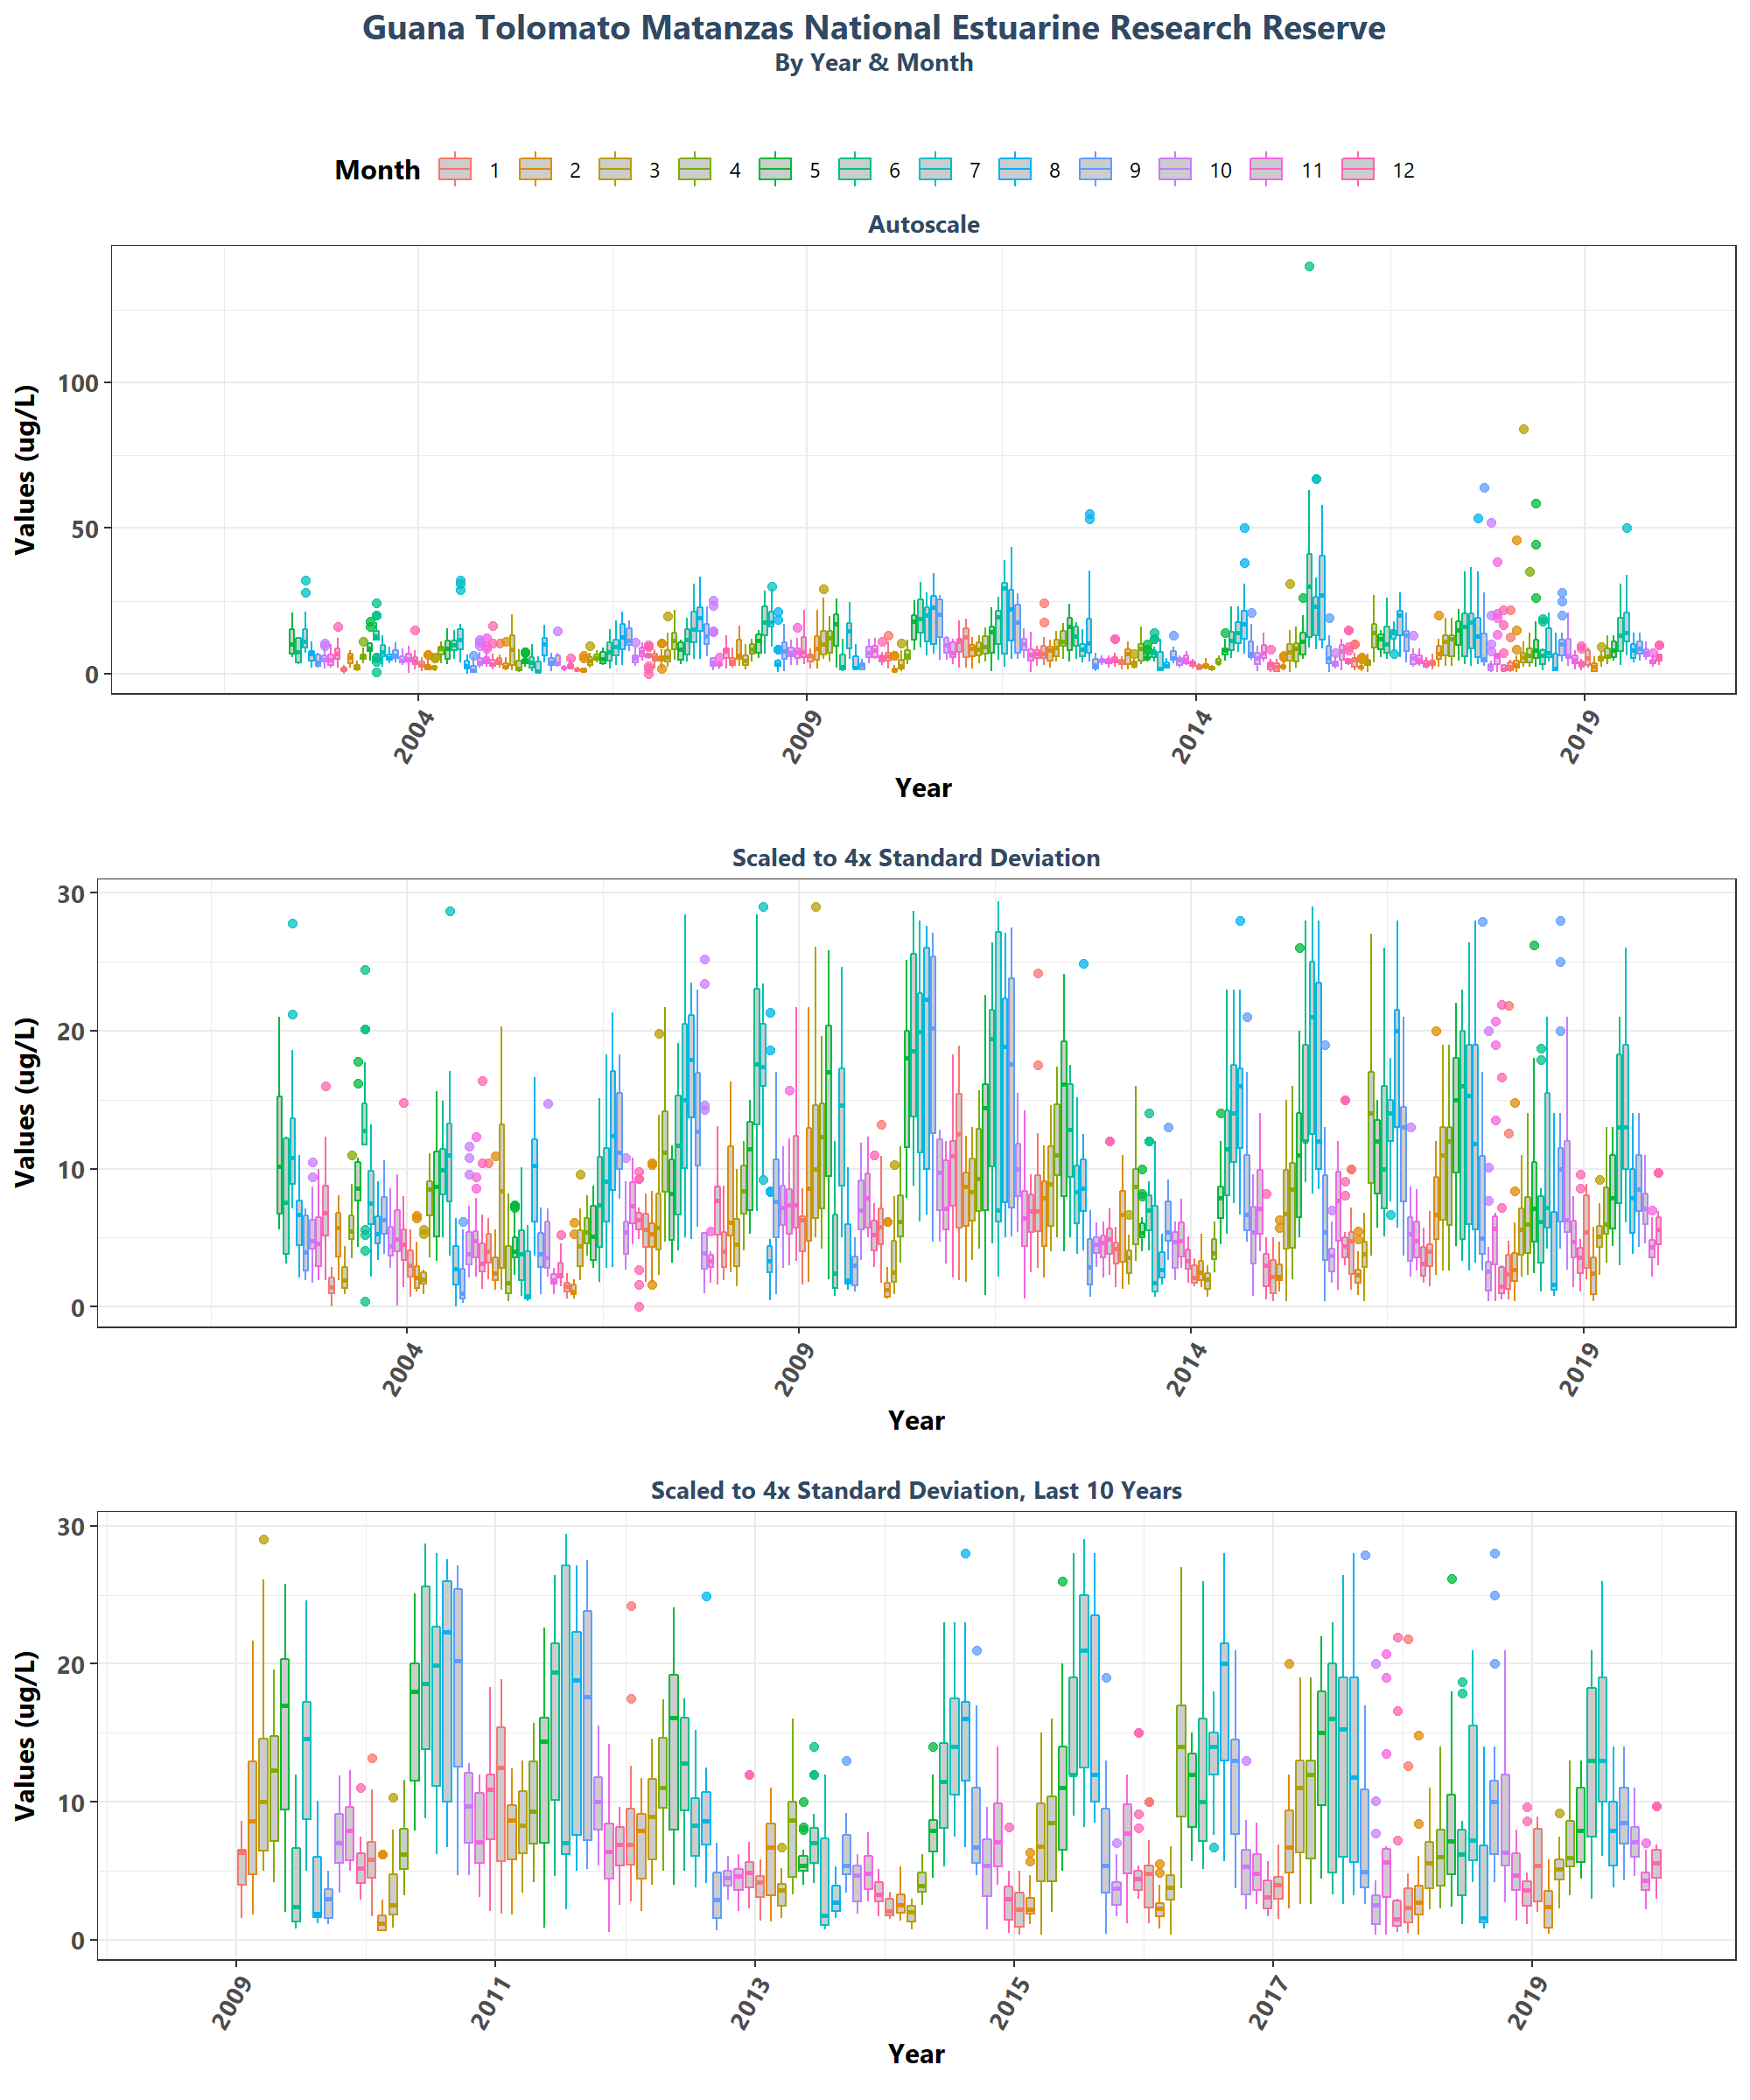 Guana Tolomato Matanzas National Estuarine Research Reserve
By Year & Month
Month 1 2 3 4 5 6 7 8 9 10 11 12
Autoscale
Values (ug/L)
100
50
0
2004 2009 2014 2019
Year
Scaled to 4x Standard Deviation
Values (ug/L)
30
20
10
0
2004 2009 2014 2019
Year
Scaled to 4x Standard Deviation, Last 10 Years
Values (ug/L)
30
20
10
0
2009 2011 2013 2015 2017 2019
Year